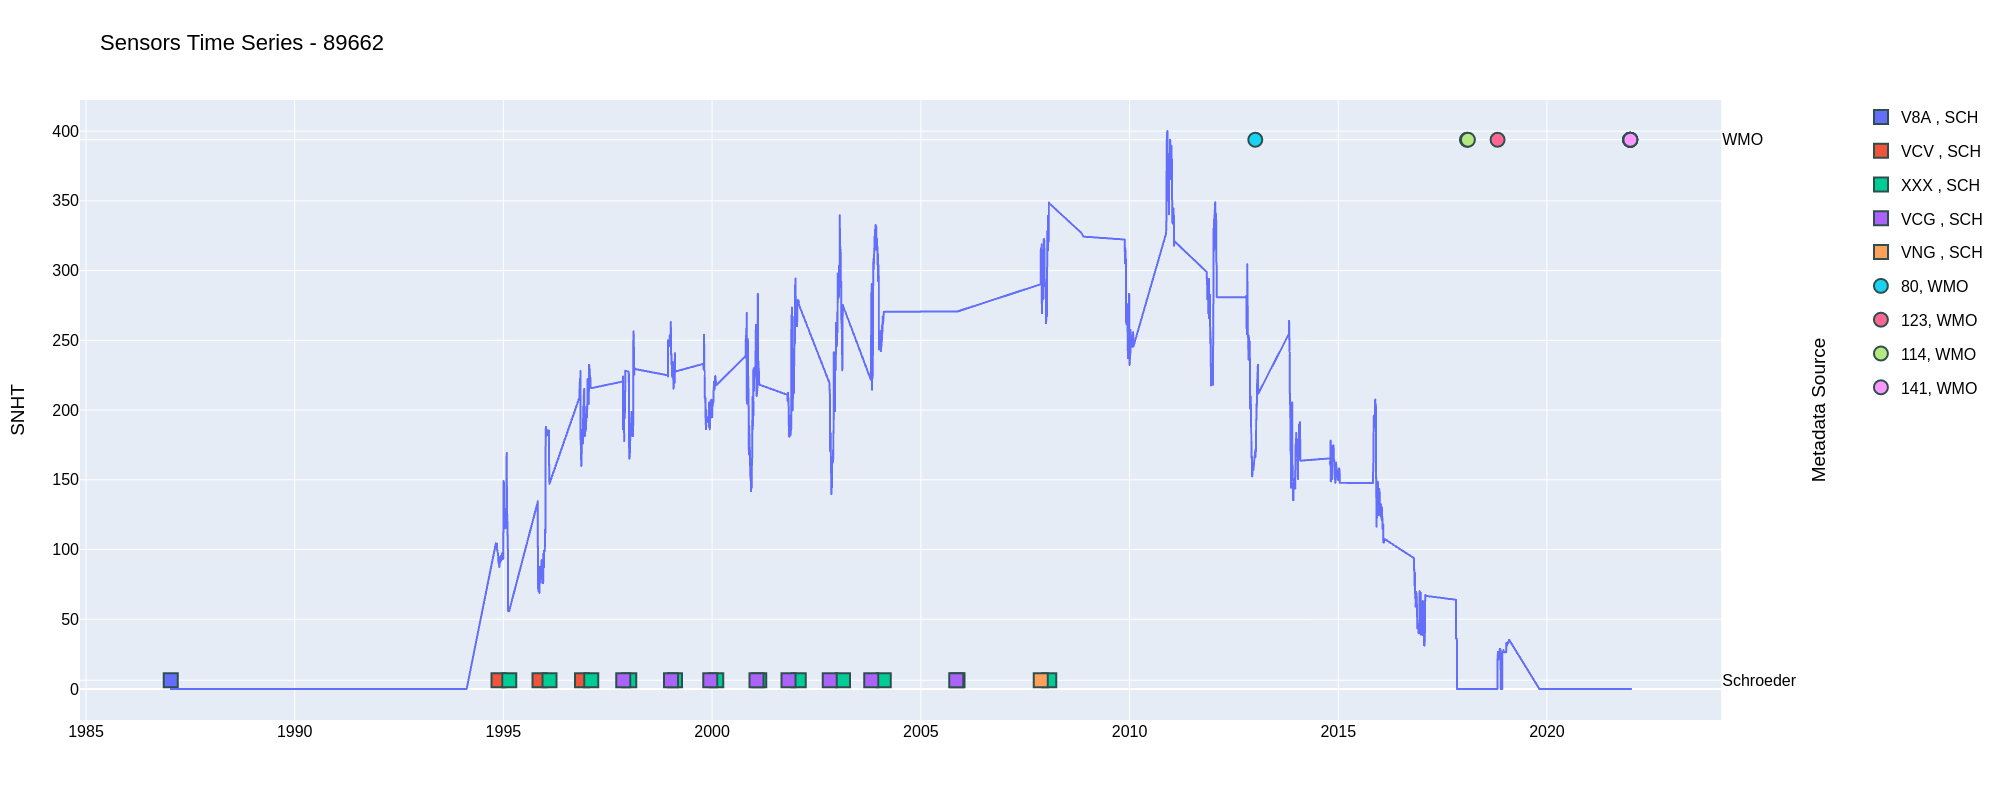 Sensors Time Series - 89662
400
350
300
250
200
150
100
50
0
SNHT
1985
1990
1995
2000
2005
2010
2015
2020
WMO
Schroeder
Metadata Source
V8A , SCH
VCV , SCH
XXX , SCH
VCG , SCH
VNG , SCH
80, WMO
123, WMO
114, WMO
141, WMO